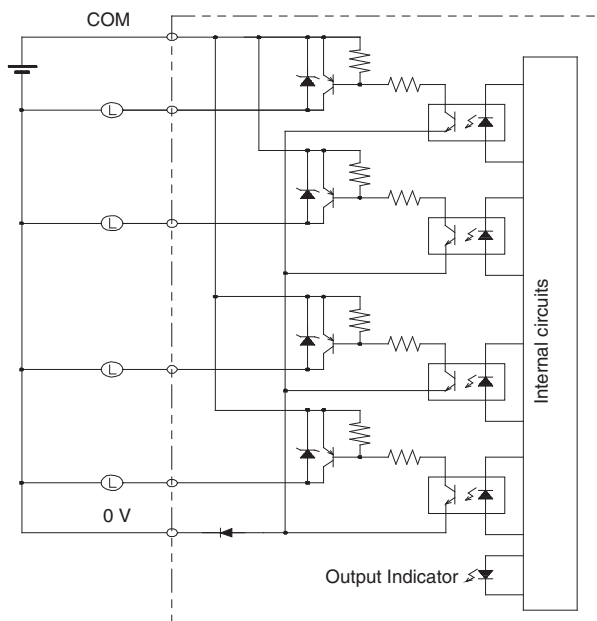 COM
L
L
Internal circuits
L
L
0 V
Output Indicator